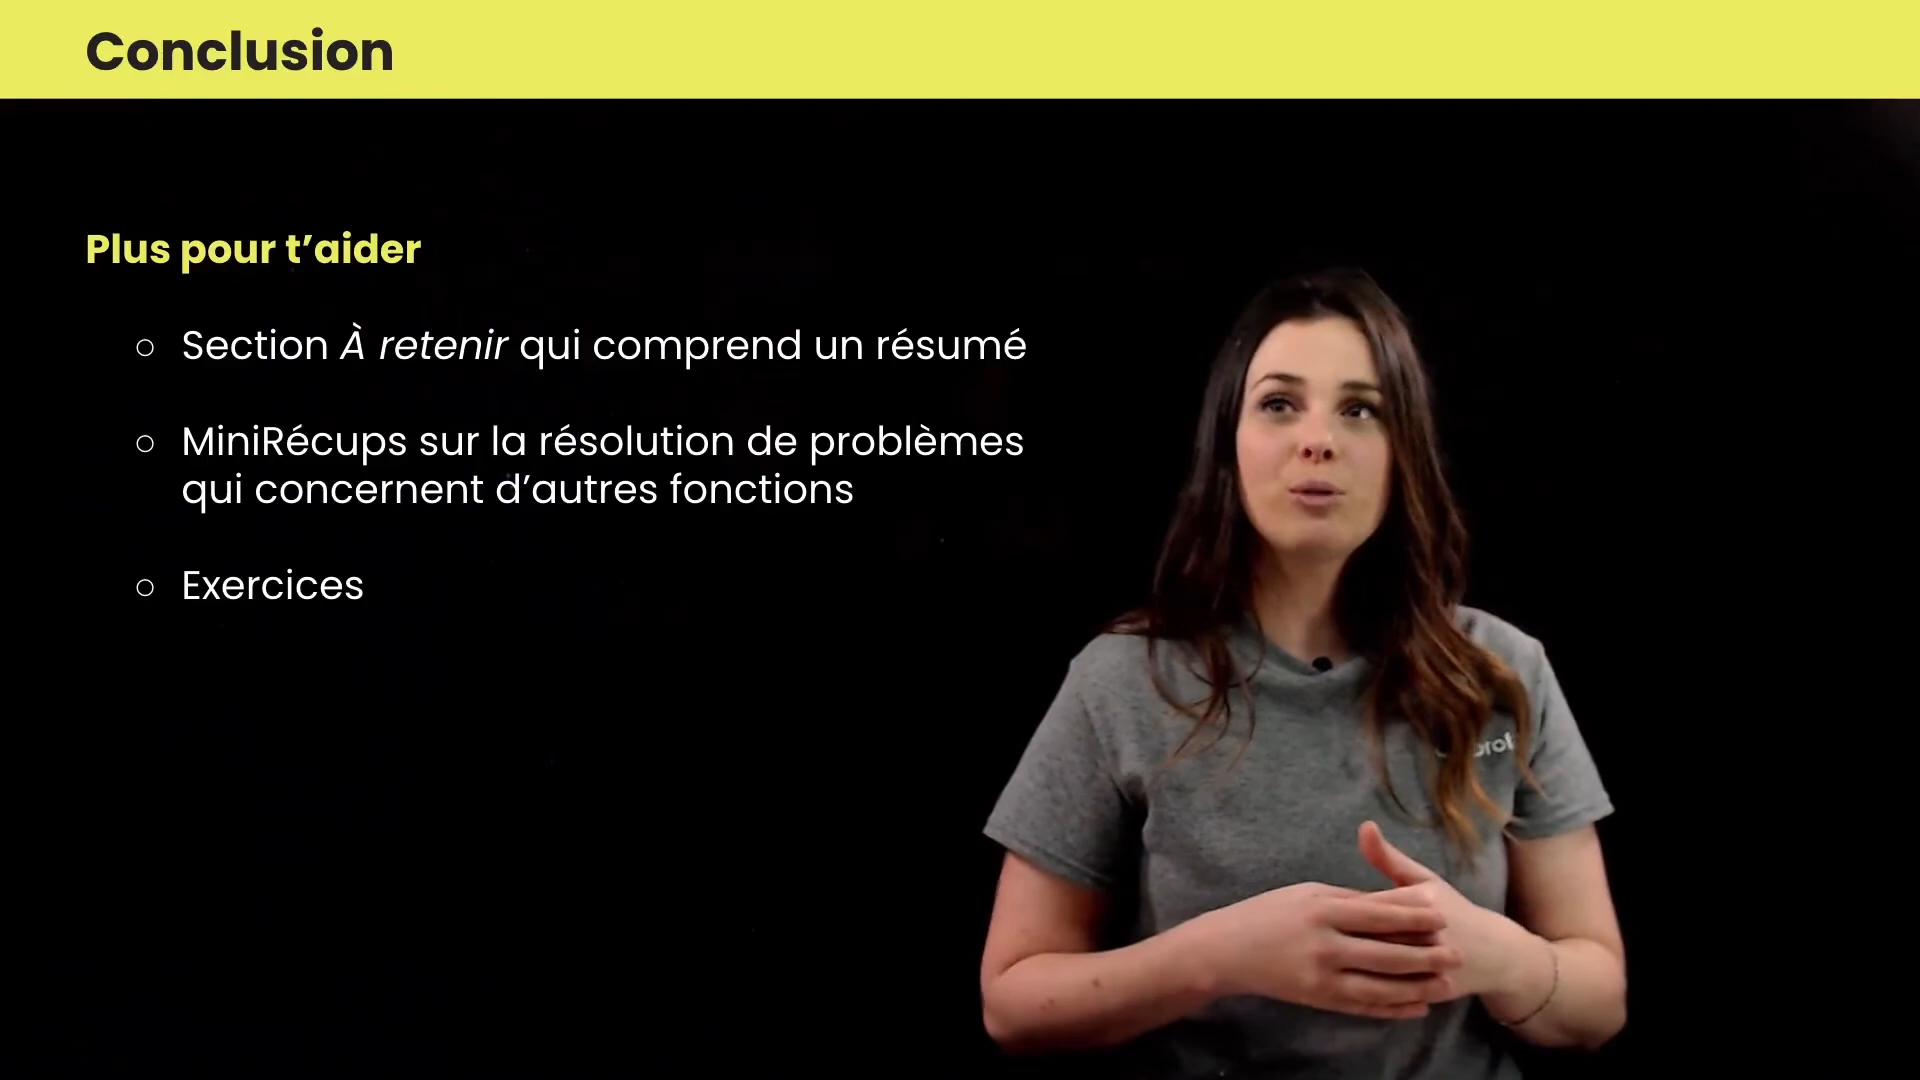 Conclusion
Plus pour t’aider
○ Section À retenir qui comprend un résumé
○ MiniRécups sur la résolution de problèmes
qui concernent d’autres fonctions
○ Exercices